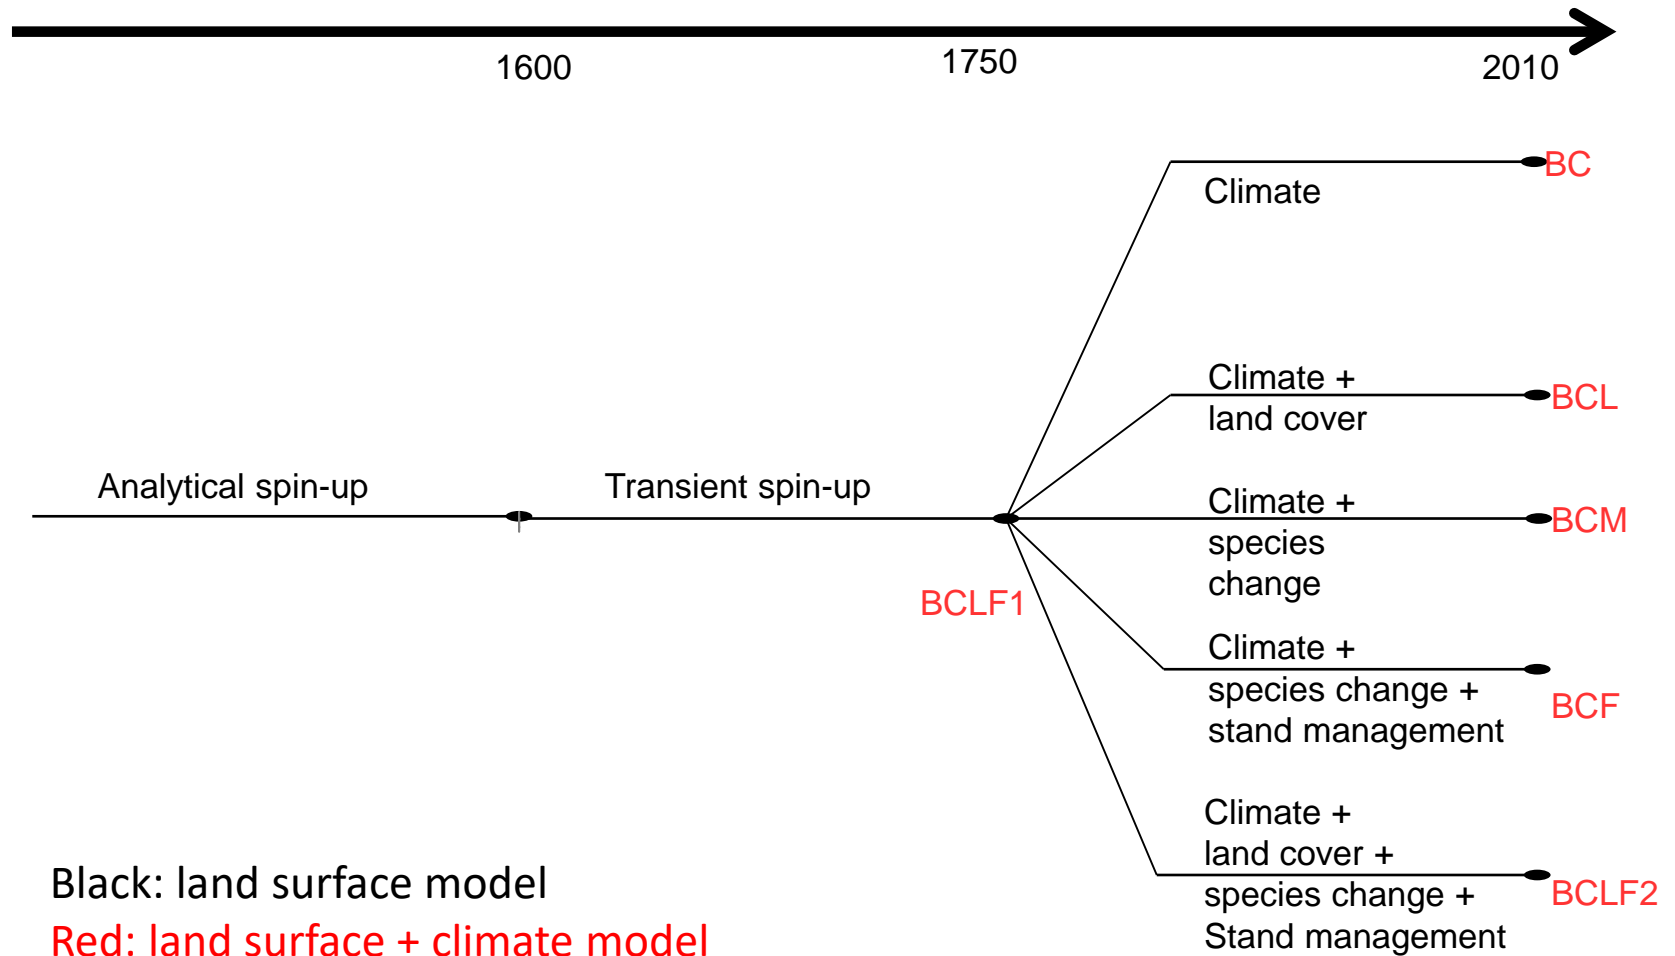 1600
1750
2010
BC
Climate
Climate +
land cover
BCL
Analytical spin-up
Transient spin-up
Climate +
species
change
BCM
BCLF1
Climate +
species change +
stand management
BCF
Climate +
land cover +
species change +
Stand management
BCLF2
Black: land surface model
Red: land surface + climate model